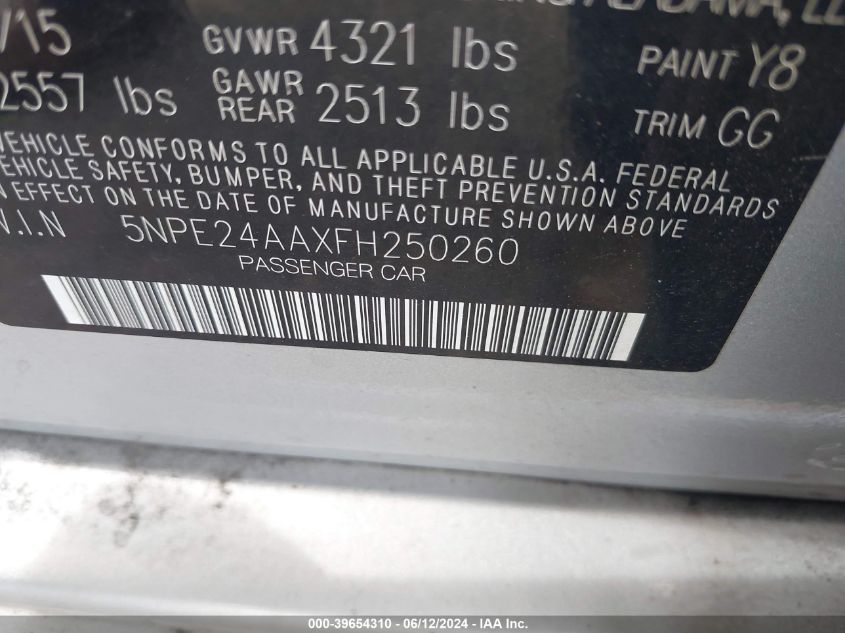 ALABAMA, LL
/15 GVWR 4321 lbs PAINT Y8
2557 lbs GAWR REAR 2513 lbs TRIM GG
VEHICLE CONFORMS TO ALL APPLICABLE U.S.A. FEDERAL
VEHICLE SAFETY, BUMPER, AND THEFT PREVENTION STANDARDS
N EFFECT ON THE DATE OF MANUFACTURE SHOWN ABOVE
V.I.N 5NPE24AAXFH250260
PASSENGER CAR
000-39654310 - 06/12/2024 - IAA Inc.